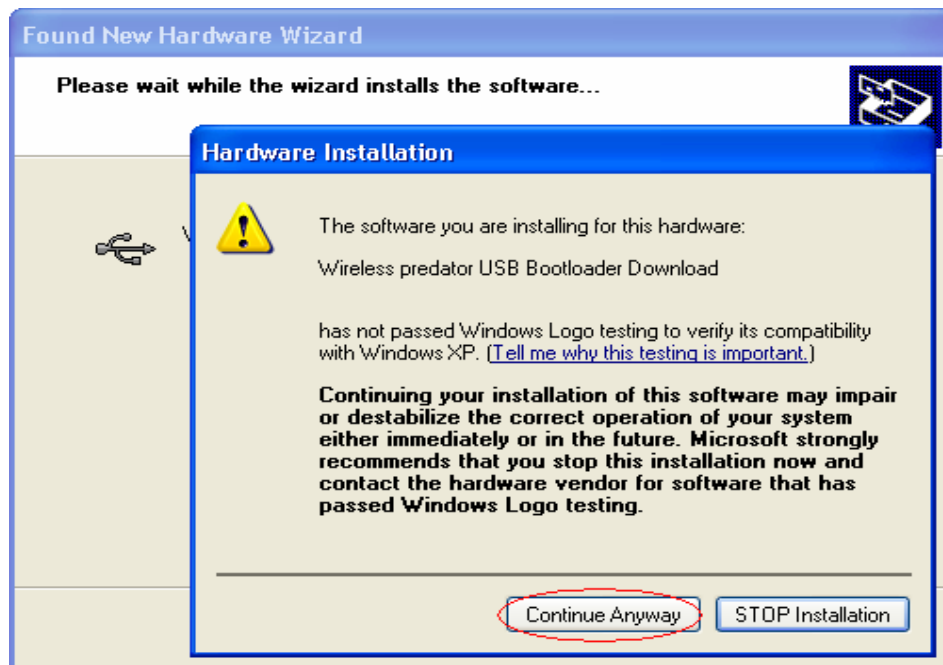 Found New Hardware Wizard
Please wait while the wizard installs the software...
Hardware Installation
The software you are installing for this hardware:
Wireless predator USB Bootloader Download
has not passed Windows Logo testing to verify its compatibility
with Windows XP. (Tell me why this testing is important.)
Continuing your installation of this software may impair
or destabilize the correct operation of your system
either immediately or in the future. Microsoft strongly
recommends that you stop this installation now and
contact the hardware vendor for software that has
passed Windows Logo testing.
Continue Anyway
STOP Installation